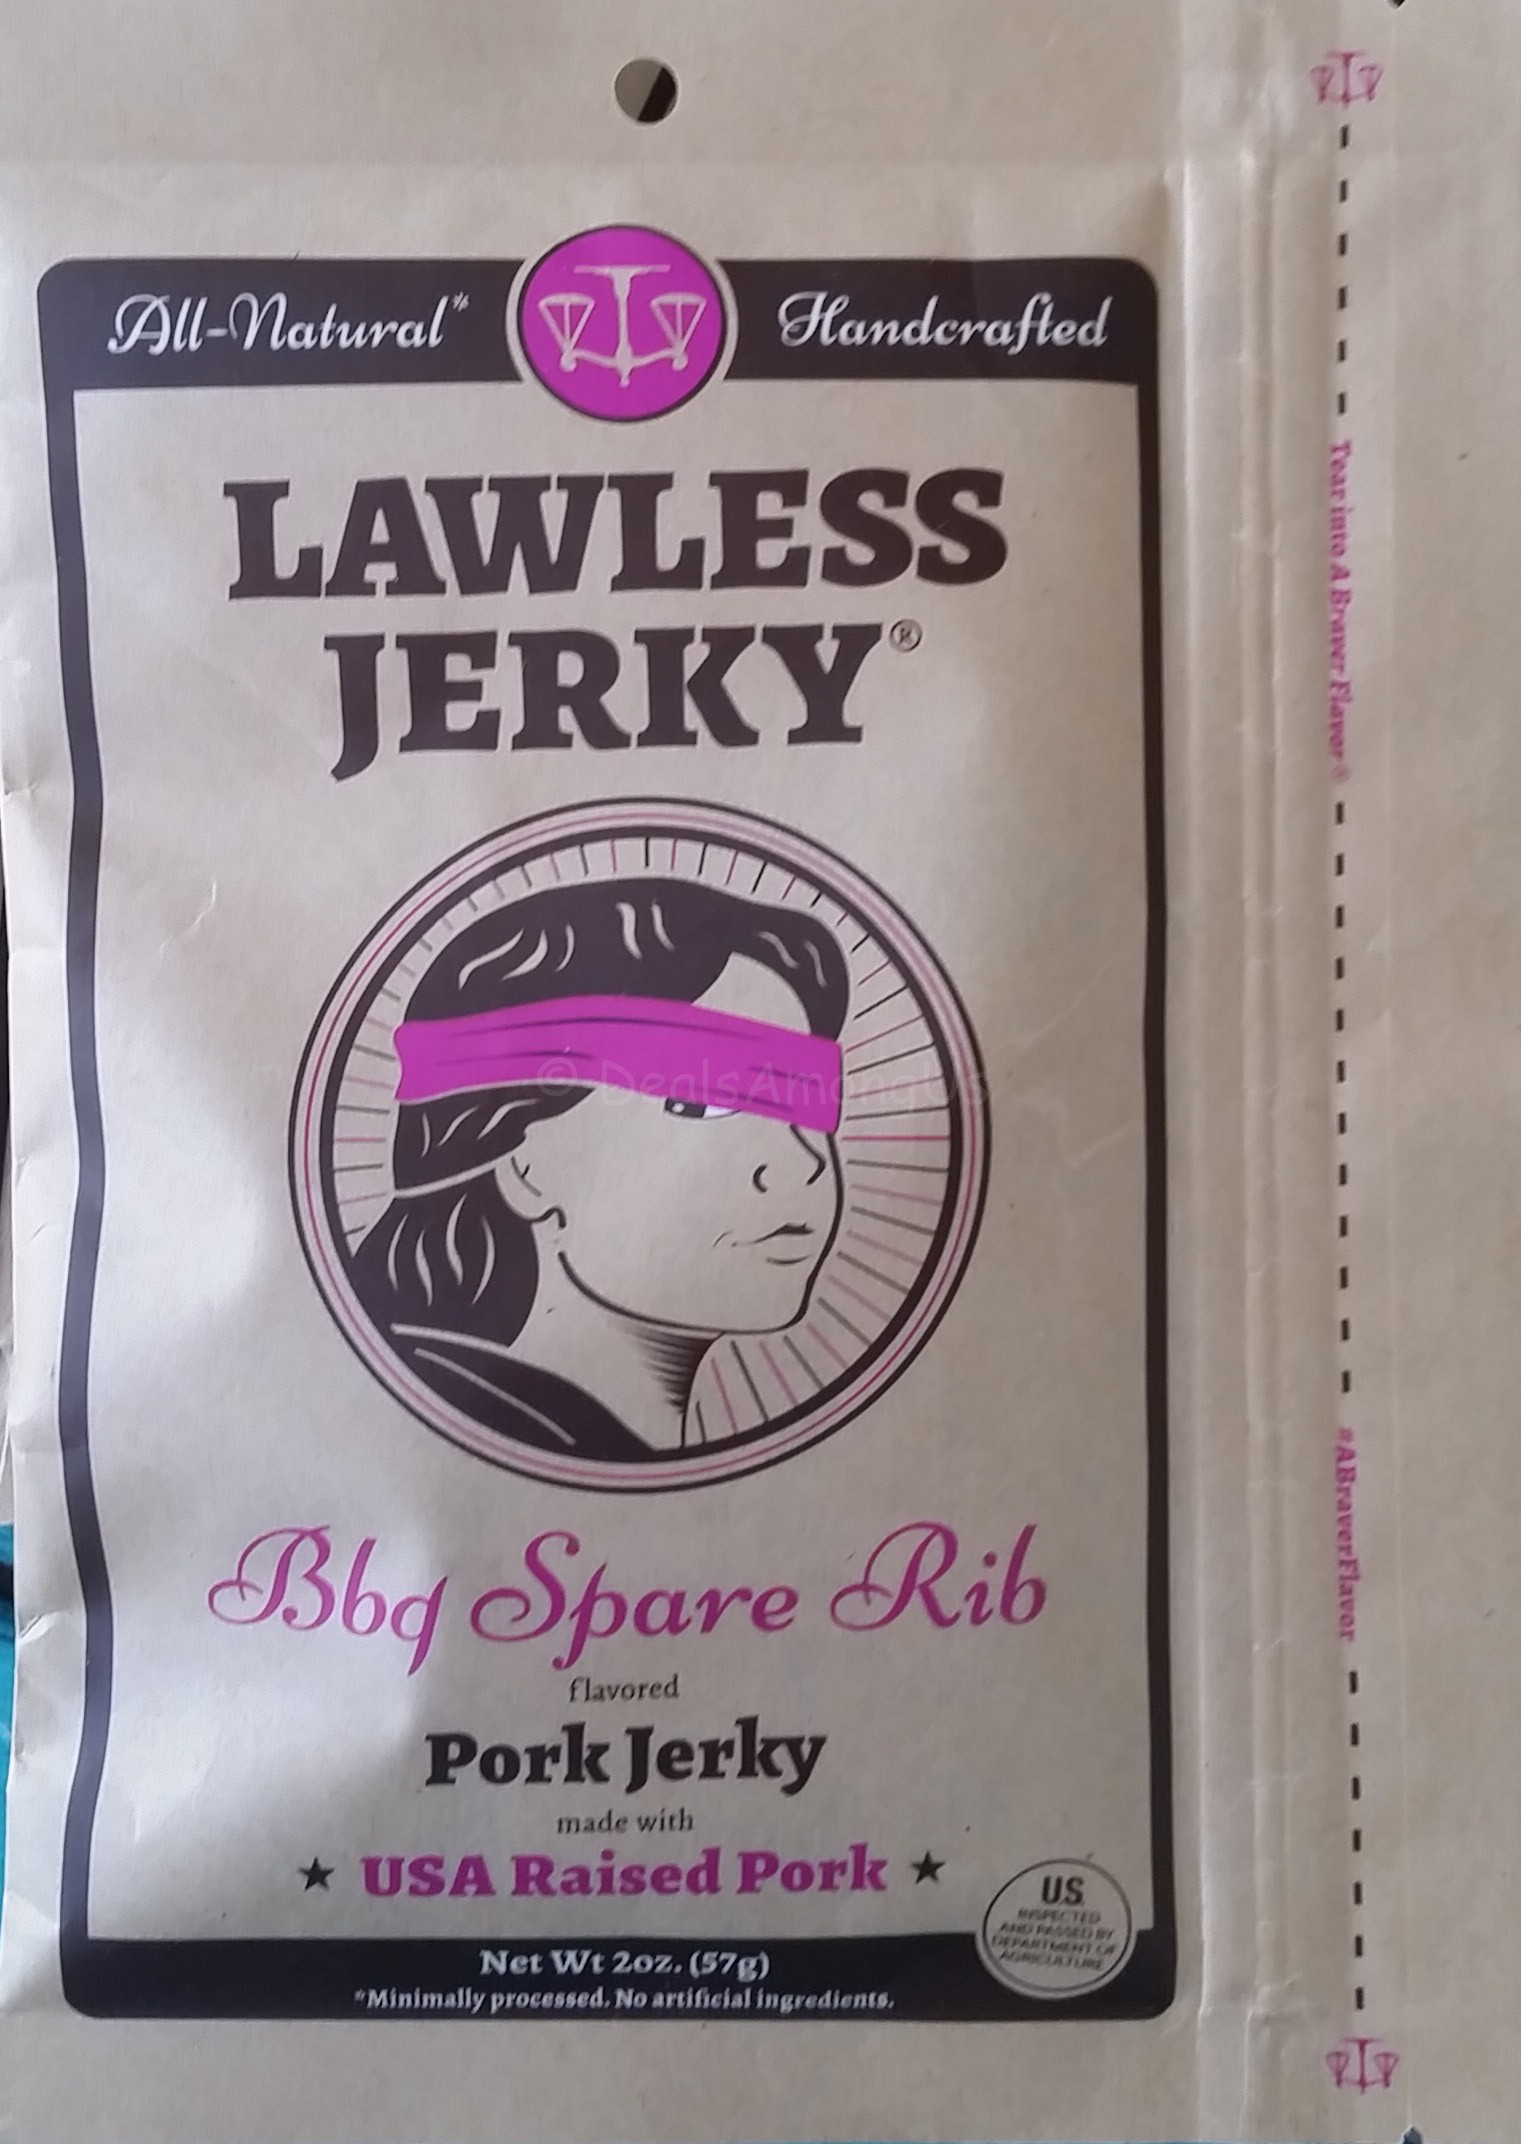 All-Natural*
Handcrafted
LAWLESS
JERKY®
© DealsAmongUs
Bbq Spare Rib
flavored
Pork Jerky
made with
★ USA Raised Pork ★
U.S.
INSPECTED
AND PASSED BY
DEPARTMENT OF
AGRICULTURE
Net Wt 2oz. (57g)
*Minimally processed. No artificial ingredients.
Tear into A Braver Flavor®
#ABraverFlavor